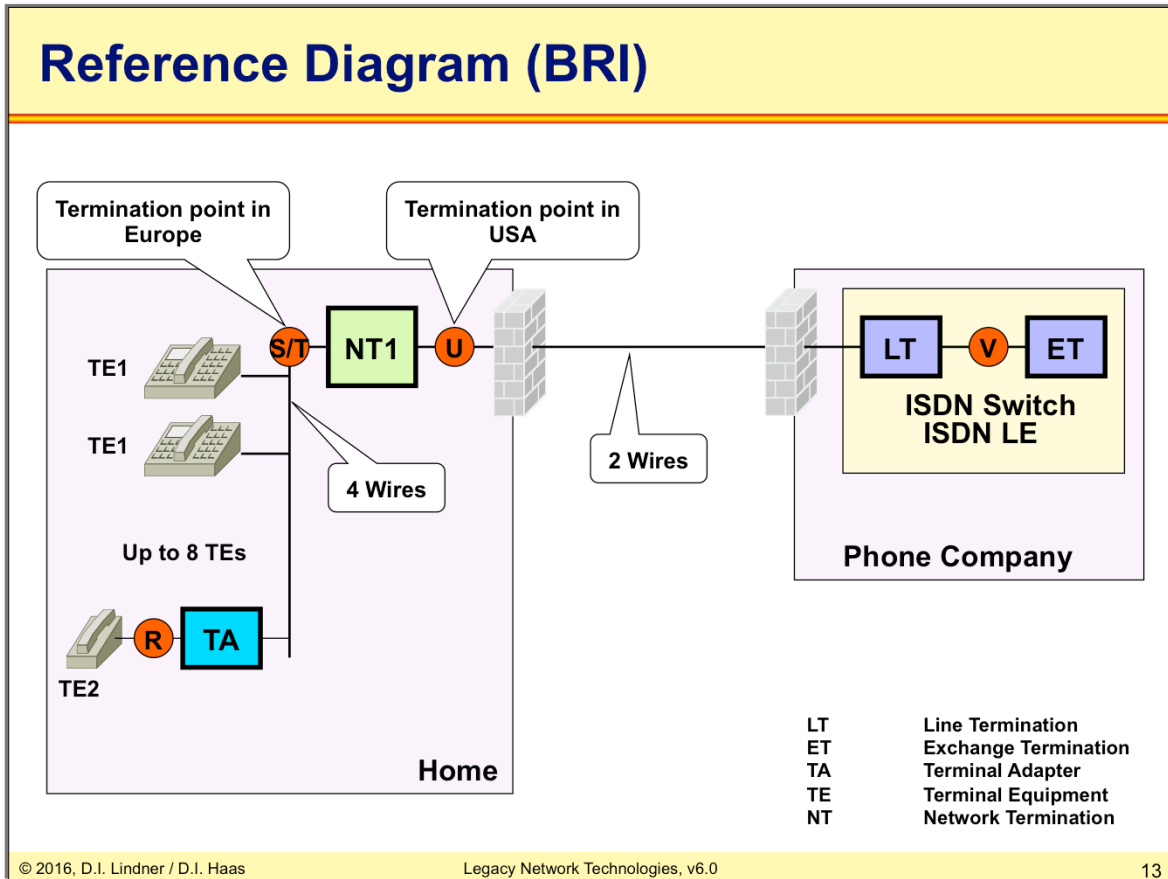 Reference Diagram (BRI)
Termination point in
Europe
Termination point in
USA
S/T
NT1
U
LT
V
ET
TE1
ISDN Switch
ISDN LE
TE1
2 Wires
4 Wires
Up to 8 TEs
Phone Company
R
TA
TE2
Home
LT Line Termination
ET Exchange Termination
TA Terminal Adapter
TE Terminal Equipment
NT Network Termination
© 2016, D.I. Lindner / D.I. Haas
Legacy Network Technologies, v6.0
13